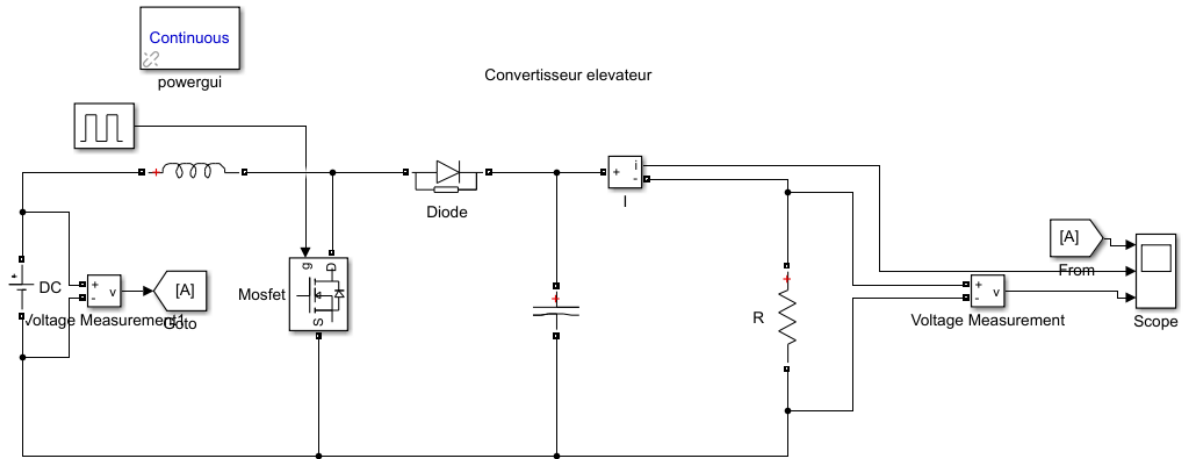 Continuous
powergui
Convertisseur elevateur
i
+
-
I
Diode
g
D
S
Mosfet
DC
+
-
v
[A]
Voltage Measurement1
Goto
R
[A]
From
+
-
v
Voltage Measurement
Scope